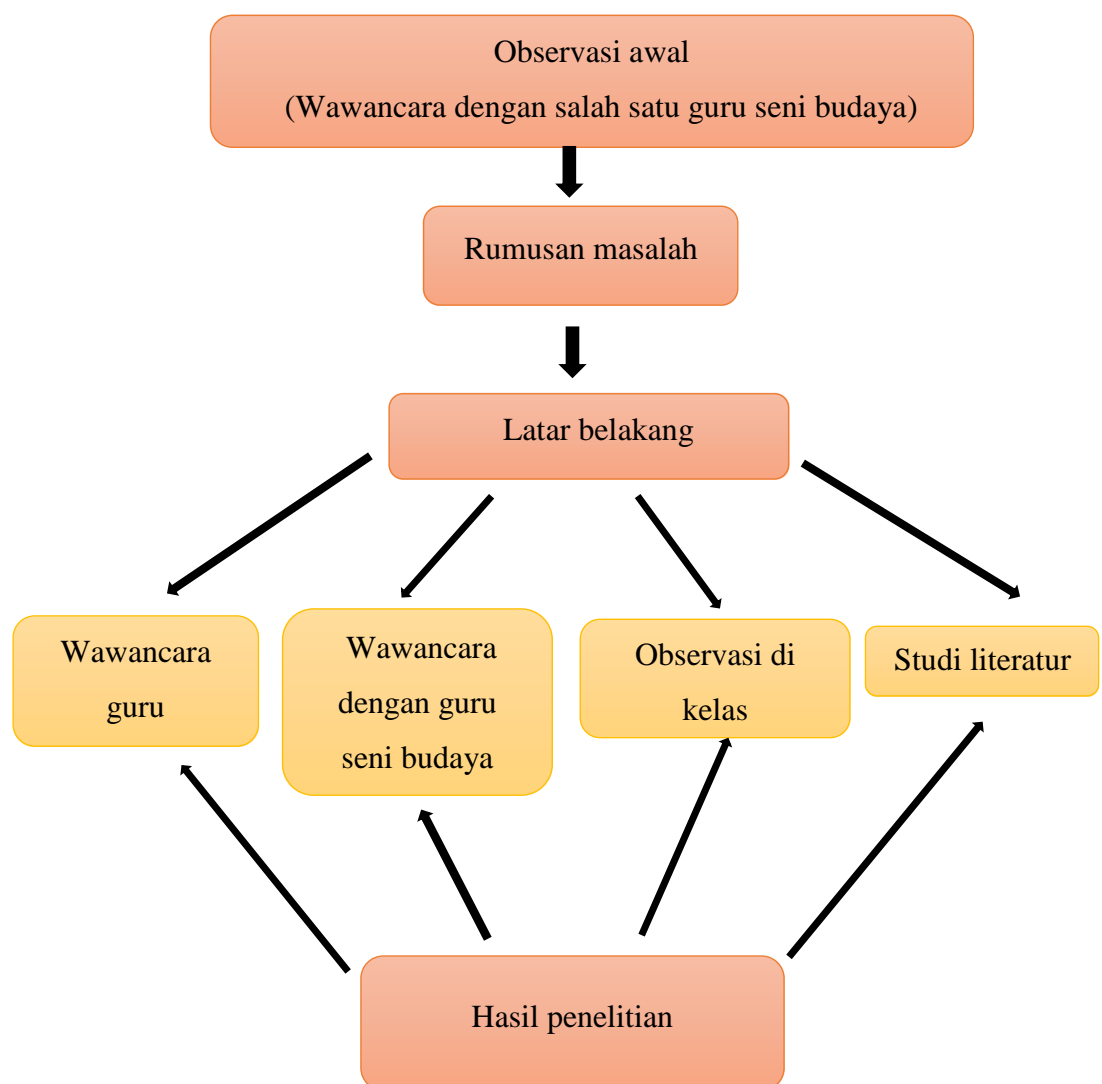 Observasi awal
(Wawancara dengan salah satu guru seni budaya)
Rumusan masalah
Latar belakang
Wawancara
guru
Wawancara
dengan guru
seni budaya
Observasi di
kelas
Studi literatur
Hasil penelitian